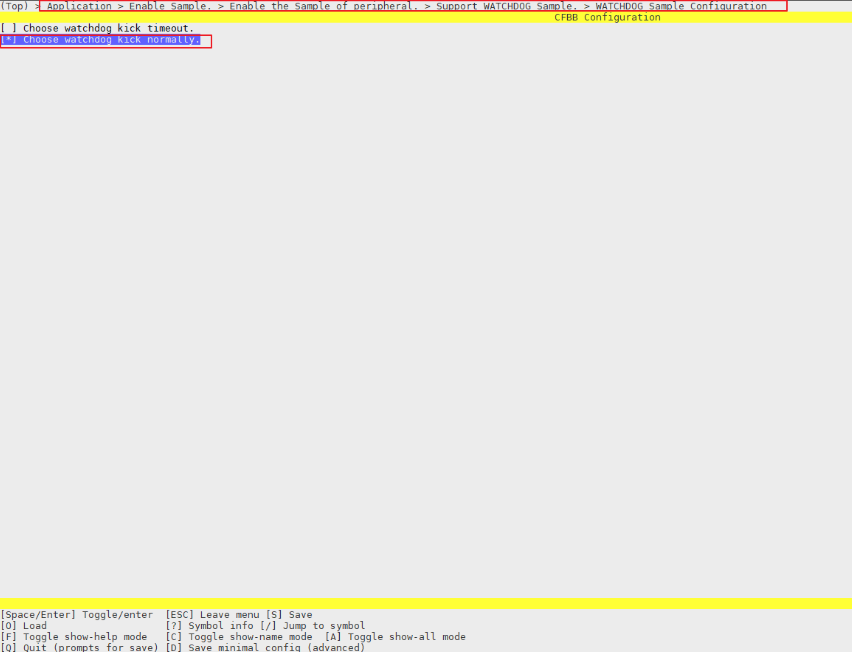 (Top) > Application > Enable Sample. > Enable the Sample of peripheral. > Support WATCHDOG Sample. > WATCHDOG Sample Configuration
CFBB Configuration
[ ] Choose watchdog kick timeout.
[*] Choose watchdog kick normally.
[Space/Enter] Toggle/enter  [ESC] Leave menu [S] Save
[O] Load                    [?] Symbol info [/] Jump to symbol
[F] Toggle show-help mode   [C] Toggle show-name mode  [A] Toggle show-all mode
[Q] Quit (prompts for save) [D] Save minimal config (advanced)